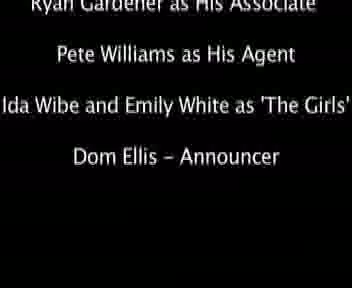 Ryan Gardener as His Associate
Pete Williams as His Agent
Ida Wibe and Emily White as 'The Girls'
Dom Ellis – Announcer